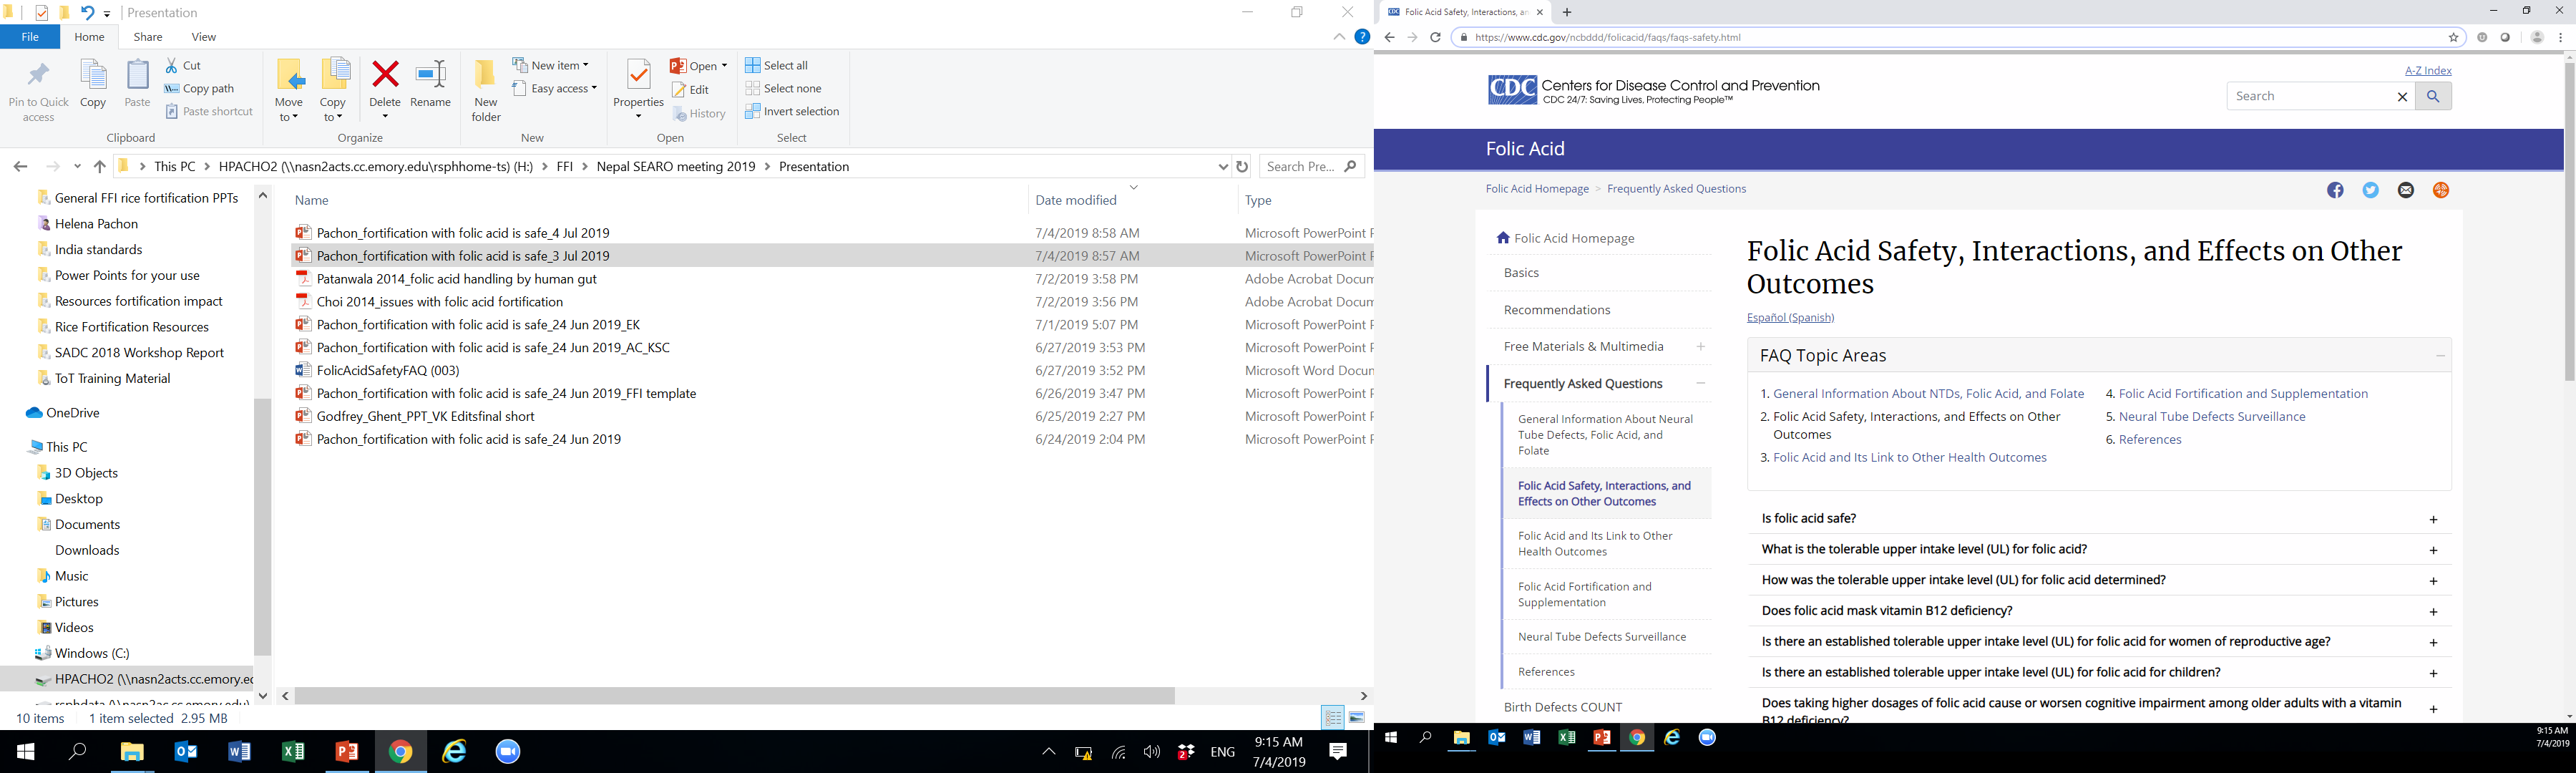 Presentation
File Home Share View
Pin to Quick access
Copy
Paste
Cut
Copy path
Paste shortcut
Clipboard
Move to
Copy to
Delete
Rename
Organize
New folder
New item
Easy access
New
Properties
Open
Edit
History
Open
Select all
Select none
Invert selection
Select
This PC > HPACHO2 (\\nasn2acts.cc.emory.edu\rsphhome-ts) (H:) > FFI > Nepal SEARO meeting 2019 > Presentation
Search Pre...
General FFI rice fortification PPTs
Helena Pachon
India standards
Power Points for your use
Resources fortification impact
Rice Fortification Resources
SADC 2018 Workshop Report
ToT Training Material
OneDrive
This PC
3D Objects
Desktop
Documents
Downloads
Music
Pictures
Videos
Windows (C:)
HPACHO2 (\\nasn2acts.cc.emory.ec
Name Date modified Type
Pachon_fortification with folic acid is safe_4 Jul 2019 7/4/2019 8:58 AM Microsoft PowerPoint P
Pachon_fortification with folic acid is safe_3 Jul 2019 7/4/2019 8:57 AM Microsoft PowerPoint P
Patanwala 2014_folic acid handling by human gut 7/2/2019 3:58 PM Adobe Acrobat Docum
Choi 2014_issues with folic acid fortification 7/2/2019 3:56 PM Adobe Acrobat Docum
Pachon_fortification with folic acid is safe_24 Jun 2019_EK 7/1/2019 5:07 PM Microsoft PowerPoint P
Pachon_fortification with folic acid is safe_24 Jun 2019_AC_KSC 6/27/2019 3:53 PM Microsoft PowerPoint P
FolicAcidSafetyFAQ (003) 6/27/2019 3:52 PM Microsoft Word Docun
Pachon_fortification with folic acid is safe_24 Jun 2019_FFI template 6/26/2019 3:47 PM Microsoft PowerPoint P
Godfrey_Ghent_PPT_VK Editsfinal short 6/25/2019 2:27 PM Microsoft PowerPoint P
Pachon_fortification with folic acid is safe_24 Jun 2019 6/24/2019 2:04 PM Microsoft PowerPoint P
10 items 1 item selected 2.95 MB
ENG
9:15 AM
7/4/2019
Folic Acid Safety, Interactions, an
https://www.cdc.gov/ncbddd/folicacid/faqs/faqs-safety.html
CDC Centers for Disease Control and Prevention
CDC 24/7: Saving Lives, Protecting People™
A-Z Index
Search
Folic Acid
Folic Acid Homepage > Frequently Asked Questions
Folic Acid Homepage
Basics
Recommendations
Free Materials & Multimedia +
Frequently Asked Questions −
General Information About Neural
Tube Defects, Folic Acid, and
Folate
Folic Acid Safety, Interactions, and
Effects on Other Outcomes
Folic Acid and Its Link to Other
Health Outcomes
Folic Acid Fortification and
Supplementation
Neural Tube Defects Surveillance
References
Birth Defects COUNT
Folic Acid Safety, Interactions, and Effects on Other
Outcomes
Español (Spanish)
FAQ Topic Areas −
1. General Information About NTDs, Folic Acid, and Folate
2. Folic Acid Safety, Interactions, and Effects on Other
Outcomes
3. Folic Acid and Its Link to Other Health Outcomes
4. Folic Acid Fortification and Supplementation
5. Neural Tube Defects Surveillance
6. References
Is folic acid safe? +
What is the tolerable upper intake level (UL) for folic acid? +
How was the tolerable upper intake level (UL) for folic acid determined? +
Does folic acid mask vitamin B12 deficiency? +
Is there an established tolerable upper intake level (UL) for folic acid for women of reproductive age? +
Is there an established tolerable upper intake level (UL) for folic acid for children? +
Does taking higher dosages of folic acid cause or worsen cognitive impairment among older adults with a vitamin +
B12 deficiency?
9:15 AM
7/4/2019